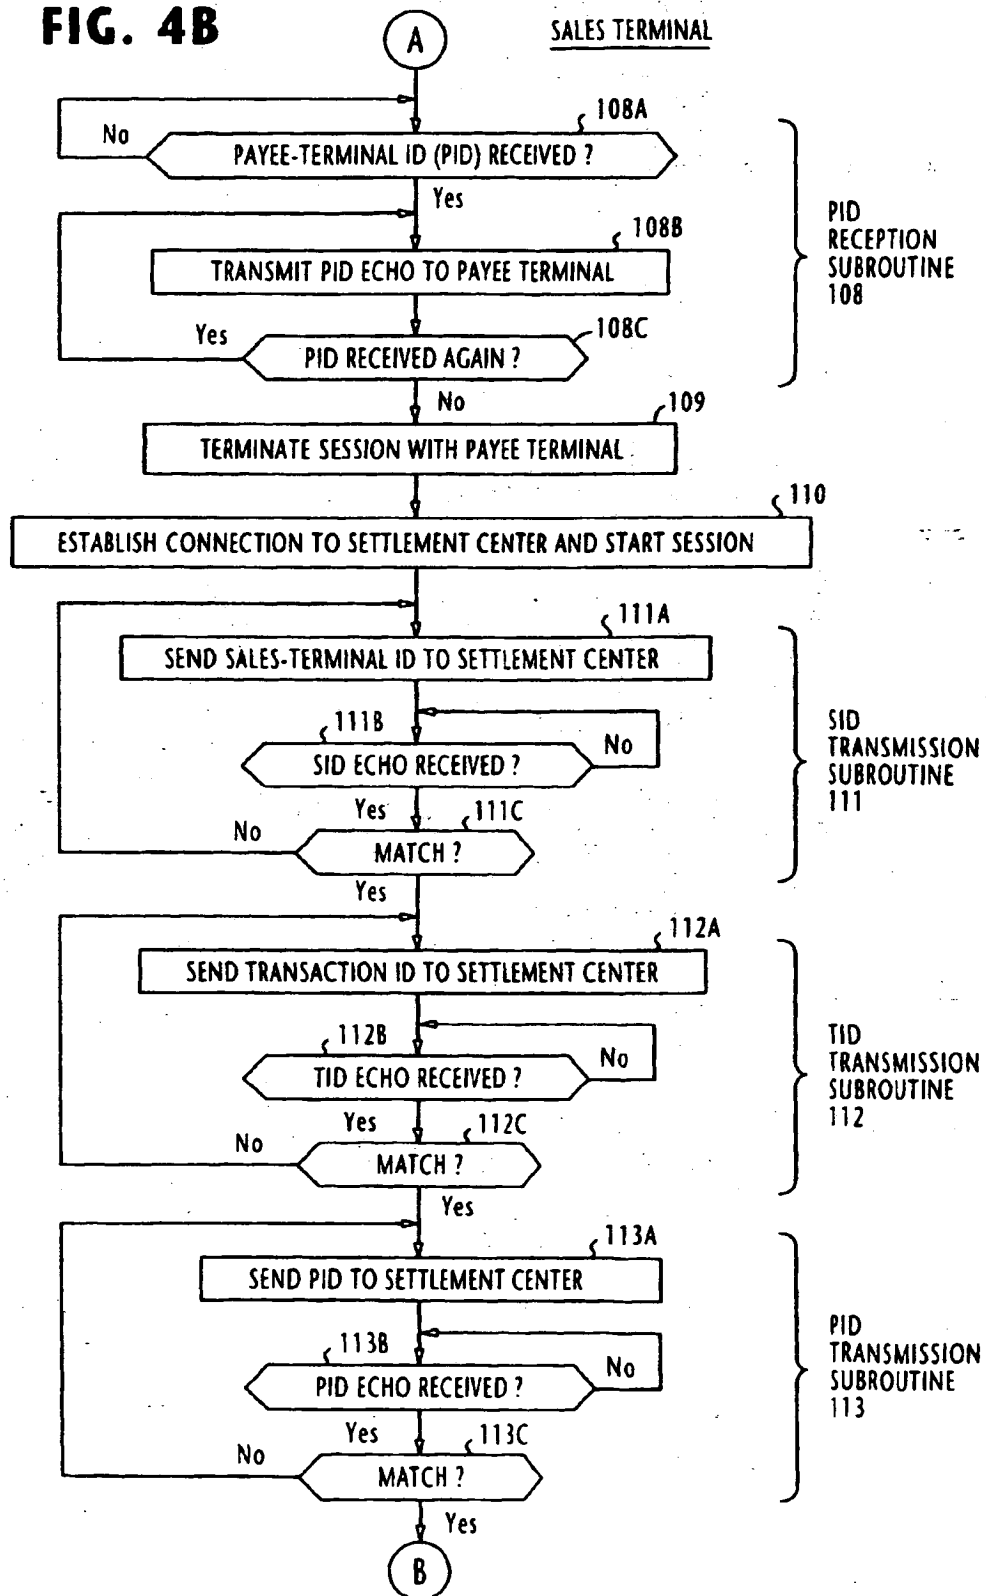 FIG. 4B
SALES TERMINAL
A
108A
No
PAYEE-TERMINAL ID (PID) RECEIVED ?
Yes
108B
TRANSMIT PID ECHO TO PAYEE TERMINAL
108C
Yes
PID RECEIVED AGAIN ?
No
PID
RECEPTION
SUBROUTINE
108
109
TERMINATE SESSION WITH PAYEE TERMINAL
110
ESTABLISH CONNECTION TO SETTLEMENT CENTER AND START SESSION
111A
SEND SALES-TERMINAL ID TO SETTLEMENT CENTER
111B
No
SID ECHO RECEIVED ?
Yes
111C
No
MATCH ?
Yes
SID
TRANSMISSION
SUBROUTINE
111
112A
SEND TRANSACTION ID TO SETTLEMENT CENTER
112B
No
TID ECHO RECEIVED ?
Yes
112C
No
MATCH ?
Yes
TID
TRANSMISSION
SUBROUTINE
112
113A
SEND PID TO SETTLEMENT CENTER
113B
No
PID ECHO RECEIVED ?
Yes
113C
No
MATCH ?
Yes
PID
TRANSMISSION
SUBROUTINE
113
B